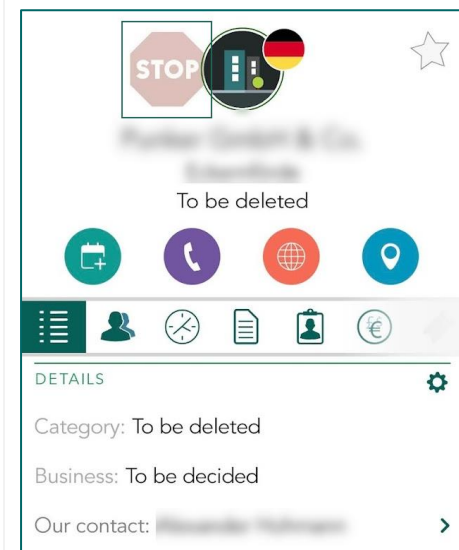 STOP
To be deleted
DETAILS
Category: To be deleted
Business: To be decided
Our contact: